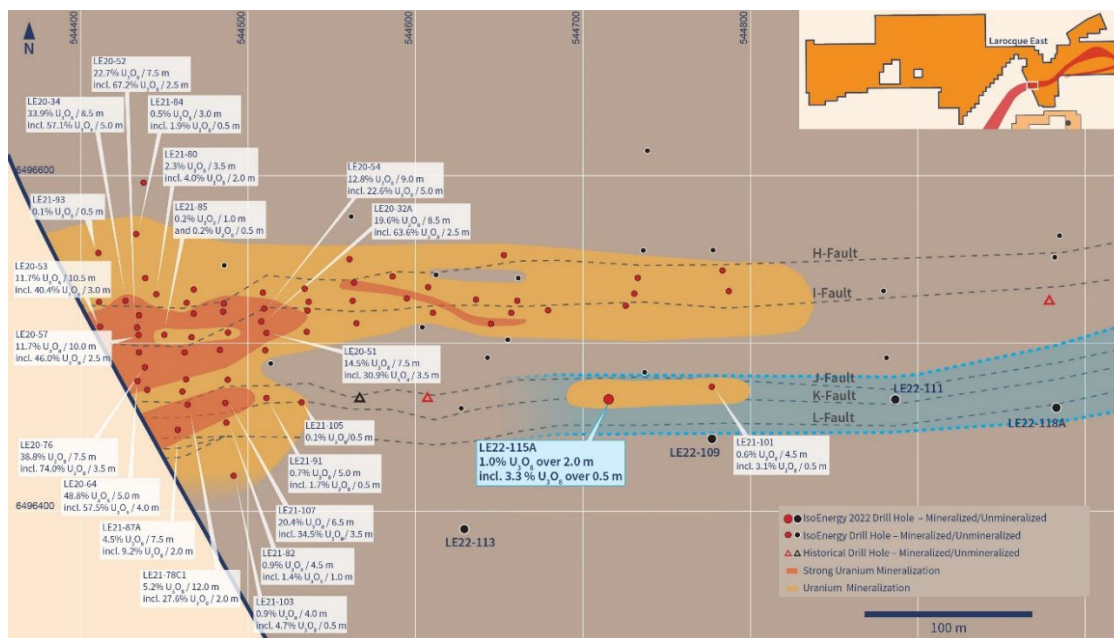 544400
544500
544600
544700
544800
N
Larocque East
LE20-52
22.7% U3O8 / 7.5 m
incl. 67.2% U3O8 / 2.5 m
LE20-34
33.9% U3O8 / 8.5 m
incl. 57.1% U3O8 / 5.0 m
LE21-84
0.5% U3O8 / 3.0 m
incl. 1.9% U3O8 / 0.5 m
6496600
LE21-80
2.3% U3O8 / 3.5 m
incl. 4.0% U3O8 / 2.0 m
LE20-54
12.8% U3O8 / 9.0 m
incl. 22.6% U3O8 / 5.0 m
LE21-93
0.1% U3O8 / 0.5 m
LE21-85
0.2% U3O8 / 1.0 m
and 0.2% U3O8 / 0.5 m
LE20-32A
19.6% U3O8 / 8.5 m
incl. 63.6% U3O8 / 2.5 m
H-Fault
LE20-53
11.7% U3O8 / 10.5 m
incl. 40.4% U3O8 / 3.0 m
I-Fault
LE20-57
11.7% U3O8 / 10.0 m
incl. 46.0% U3O8 / 2.5 m
LE20-51
14.5% U3O8 / 7.5 m
incl. 30.9% U3O8 / 3.5 m
J-Fault
K-Fault
LE22-111
L-Fault
LE22-118A
LE21-105
0.1% U3O8/0.5 m
LE22-115A
1.0% U3O8 over 2.0 m
incl. 3.3 % U3O8 over 0.5 m
LE22-109
LE21-101
0.6% U3O8 / 4.5 m
incl. 3.1% U3O8 / 0.5 m
LE20-76
38.8% U3O8 / 7.5 m
incl. 74.0% U3O8 / 3.5 m
LE21-91
0.7% U3O8 / 5.0 m
incl. 1.7% U3O8 / 0.5 m
LE20-64
48.8% U3O8 / 5.0 m
incl. 57.5% U3O8 / 4.0 m
6496400
LE21-107
20.4% U3O8 / 6.5 m
incl. 34.5% U3O8 / 3.5 m
LE21-87A
4.5% U3O8 / 7.5 m
incl. 9.2% U3O8 / 2.0 m
LE22-113
LE21-82
0.9% U3O8 / 4.5 m
incl. 1.4% U3O8 / 1.0 m
LE21-78C1
5.2% U3O8 / 12.0 m
incl. 27.6% U3O8 / 2.0 m
LE21-103
0.9% U3O8 / 4.0 m
incl. 4.7% U3O8 / 0.5 m
IsoEnergy 2022 Drill Hole – Mineralized/Unmineralized
IsoEnergy Drill Hole – Mineralized/Unmineralized
Historical Drill Hole – Mineralized/Unmineralized
Strong Uranium Mineralization
Uranium Mineralization
100 m